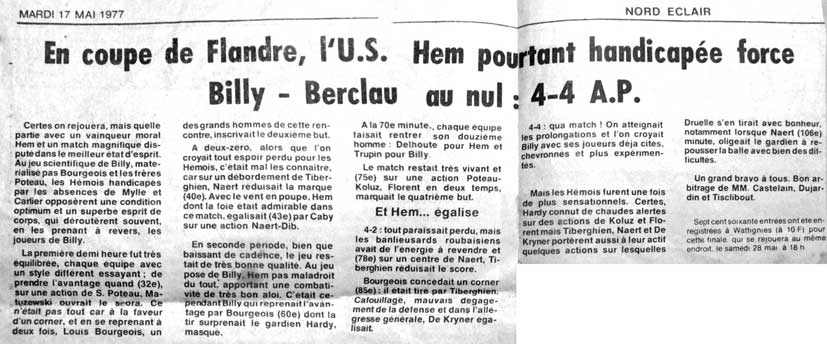 MARDI 17 MAI 1977
NORD ECLAIR
En coupe de Flandre, l'U.S. Hem pourtant handicapée force
Billy - Berclau au nul : 4-4 A.P.
Certes on rejouera, mais quelle
partie avec un vainqueur moral
Hem et un match magnifique dis-
puté dans le meilleur état d'esprit.
Au jeu scientifique de Billy, maté-
rialisé pas Bourgeois et les frères
Poteau, les Hémois handicapés
par les absences de Mylle et
Carlier opposèrent une condition
optimum et un superbe esprit de
corps, qui déroutèrent souvent,
en les prenant à revers, les
joueurs de Billy.
La première demi heure fut très
équilibrée, chaque équipe avec
un style différent essayant ; de
prendre l'avantage quand (32e),
sur une action de S. Poteau, Ma-
tuzewski ouvrait le score. Ce
n'était pas tout car à la faveur
d'un corner, et en se reprenant à
deux fois, Louis Bourgeois, un
des grands hommes de cette ren-
contre, inscrivait le deuxième but.
A deux-zéro, alors que l'on
croyait tout espoir perdu pour les
Hemois, c'était mal les connaître,
car sur un débordement de Tiber-
ghien, Naert réduisait la marque
(40e). Avec le vent en poupe, Hem
dont la foie était admirable dans
ce match, égalisait (43e) par Caby
sur une action Naert-Dib.
En seconde période, bien que
baissant de cadence, le jeu res-
tait de très bonne qualité. Au jeu
posé de Billy, Hem pas maladroit
du tout, apportant une combati-
vité de très bon aloi. C'était ce-
pendant Billy qui reprenait l'avan-
tage par Bourgeois (60e) dont la
tir surprenait le gardien Hardy,
masqué.
A la 70e minute, chaque équipe
faisait rentrer son douzième
homme : Delhoute pour Hem et
Trupin pour Billy.
Le match restait très vivant et
(75e) sur une action Poteau-
Koluz, Florent en deux temps,
marquait le quatrième but.
Et Hem... égalise
4-2 : tout paraissait perdu, mais
les banlieusards roubaisiens
avait de l'énergie à revendre et
(78e) sur un centre de Naert, Ti-
berghien réduisait le score.
Bourgeois concédait un corner
(85e) ; il était tiré par Tiberghien.
Cafouillage, mauvais dégage-
ment de la défense et dans l'allé-
gresse générale, De Kryner éga-
lisait.
4-4 : qua match ! On atteignait
les prolongations et l'on croyait
Billy avec ses joueurs déjà cités,
chevronnés et plus expérimen-
tés.
Mais les Hémois furent une fois
de plus sensationnels. Certes,
Hardy connut de chaudes alertes
sur des actions de Koluz et Flo-
rent mais Tiberghien, Naert et De
Kryner portèrent aussi à leur actif
quelques actions sur lesquelles
Druelle s'en tirait avec bonheur,
notamment lorsque Naert (106e)
minute, oligeait le gardien à re-
pousser la balle avec bien des dif-
ficultés.
Un grand bravo à tous. Bon ar-
bitrage de MM. Castelain, Dujar-
din et Tisclibout.
Sept cent soixante entrées ont été en-
registrées à Wattignies (à 10 F) pour
cette finale. qui se rejouera au même
endroit. le samedi 28 mai à 18 h